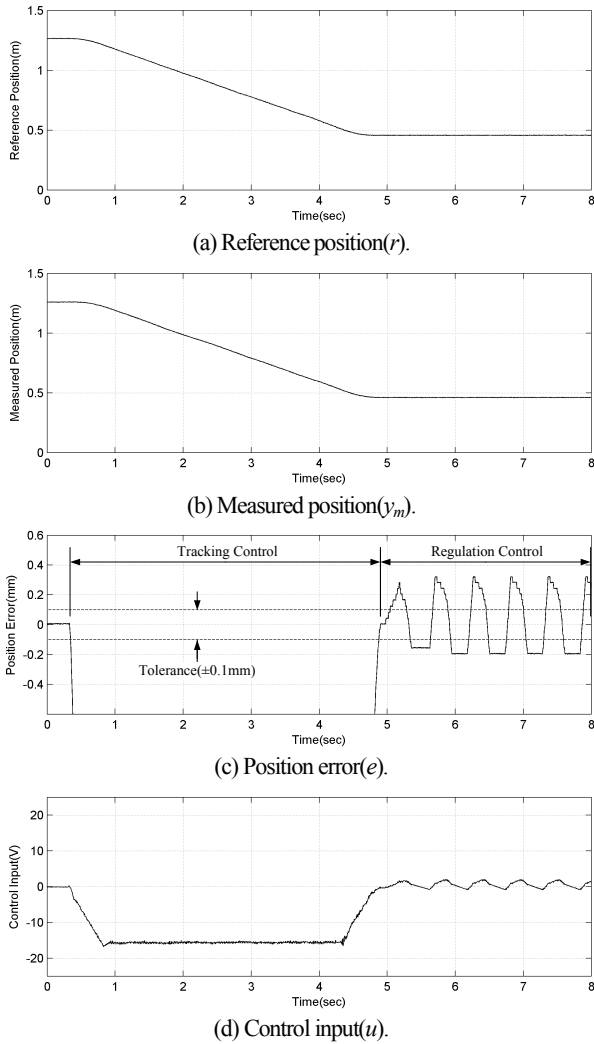 1.5
1
0.5
0
Reference Position(m)
0 1 2 3 4 5 6 7 8
Time(sec)
(a) Reference position(r).
1.5
1
0.5
0
Measured Position(m)
0 1 2 3 4 5 6 7 8
Time(sec)
(b) Measured position(yₘ).
0.6
0.4
0.2
0
-0.2
-0.4
Position Error(mm)
Tracking Control
Regulation Control
Tolerance(±0.1mm)
0 1 2 3 4 5 6 7 8
Time(sec)
(c) Position error(e).
20
10
0
-10
-20
Control Input(V)
0 1 2 3 4 5 6 7 8
Time(sec)
(d) Control input(u).